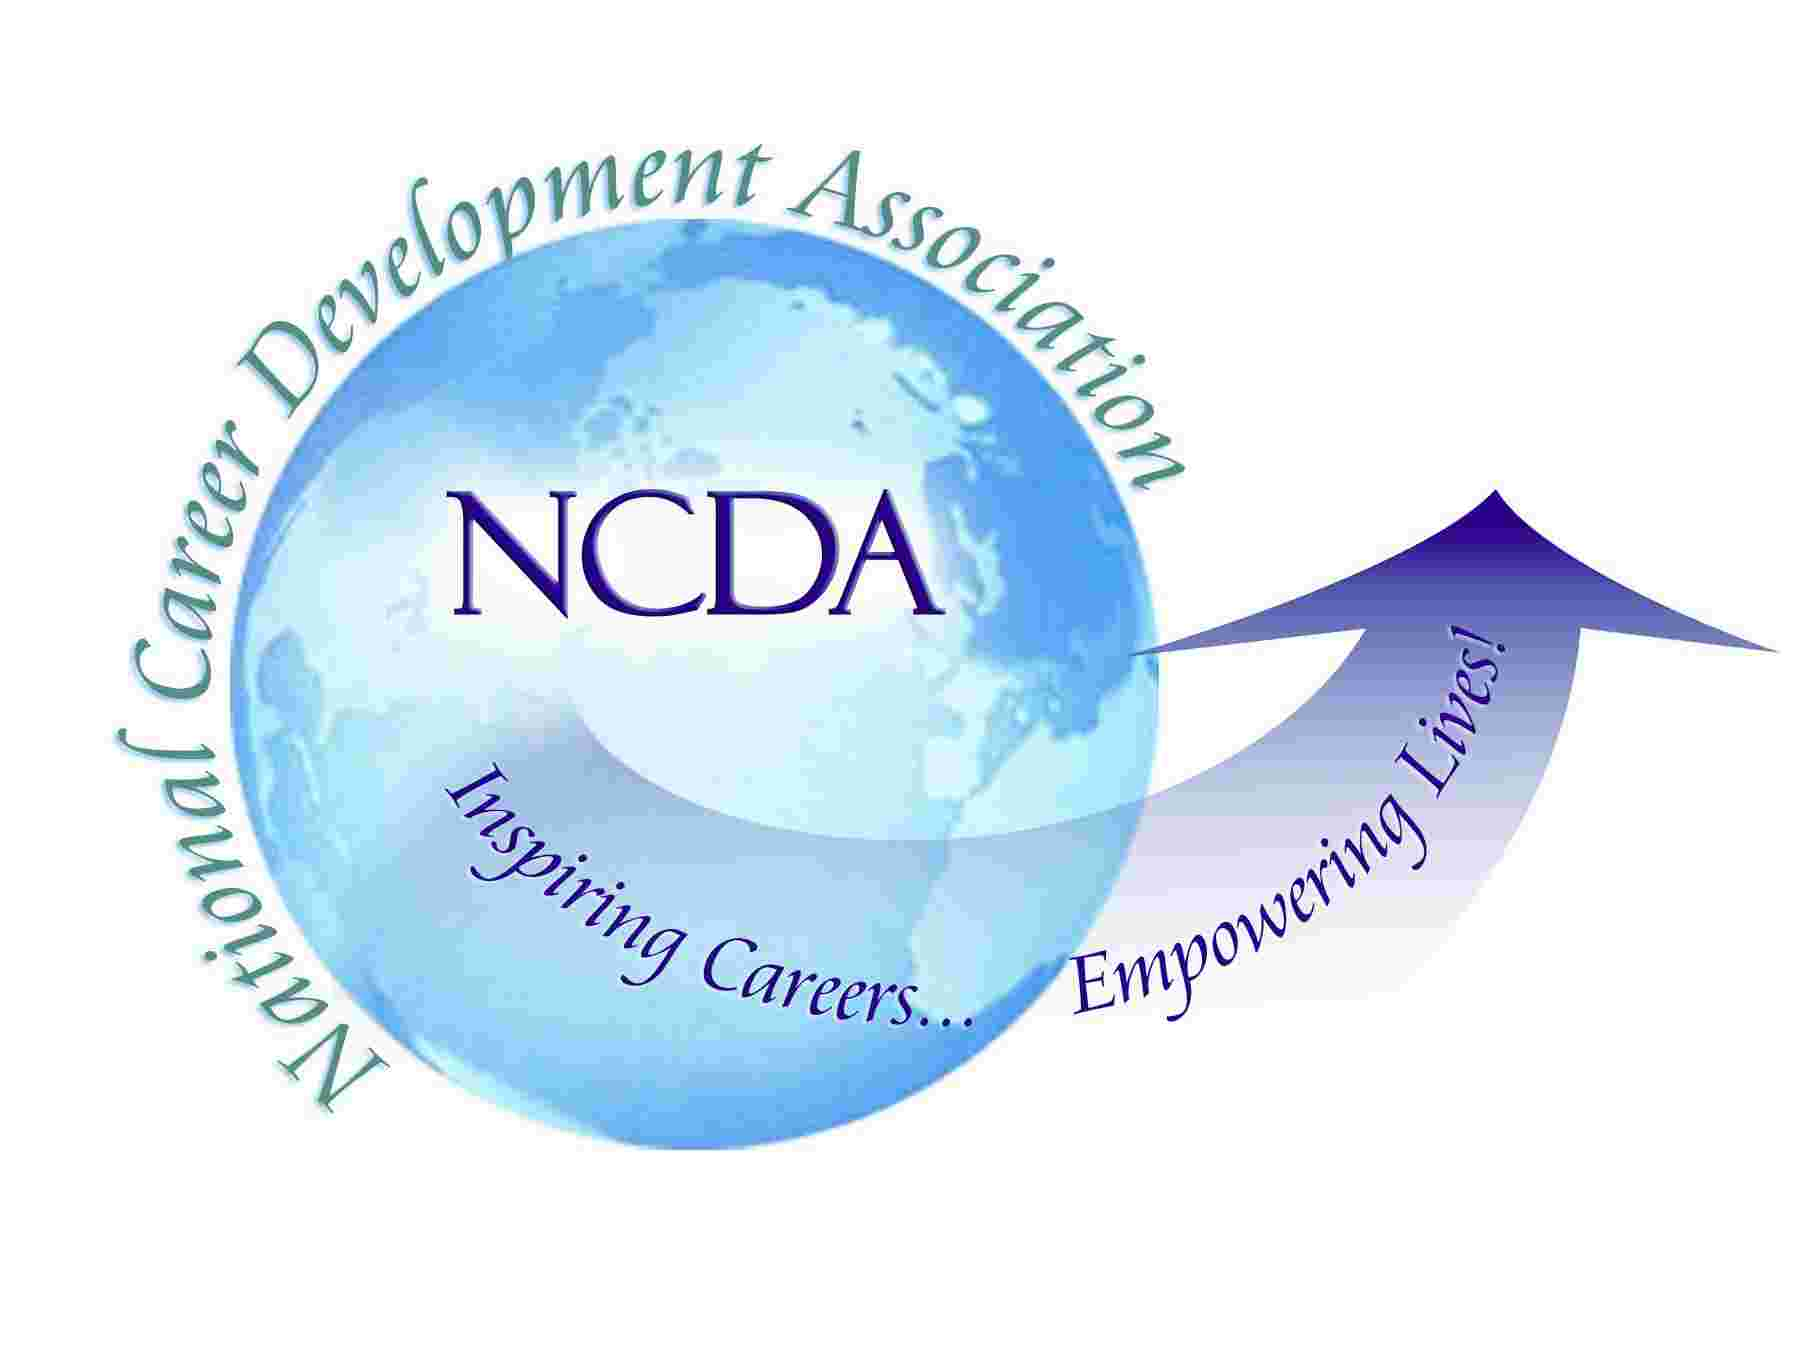 National Career Development Association
NCDA
Inspiring Careers...
Empowering Lives!